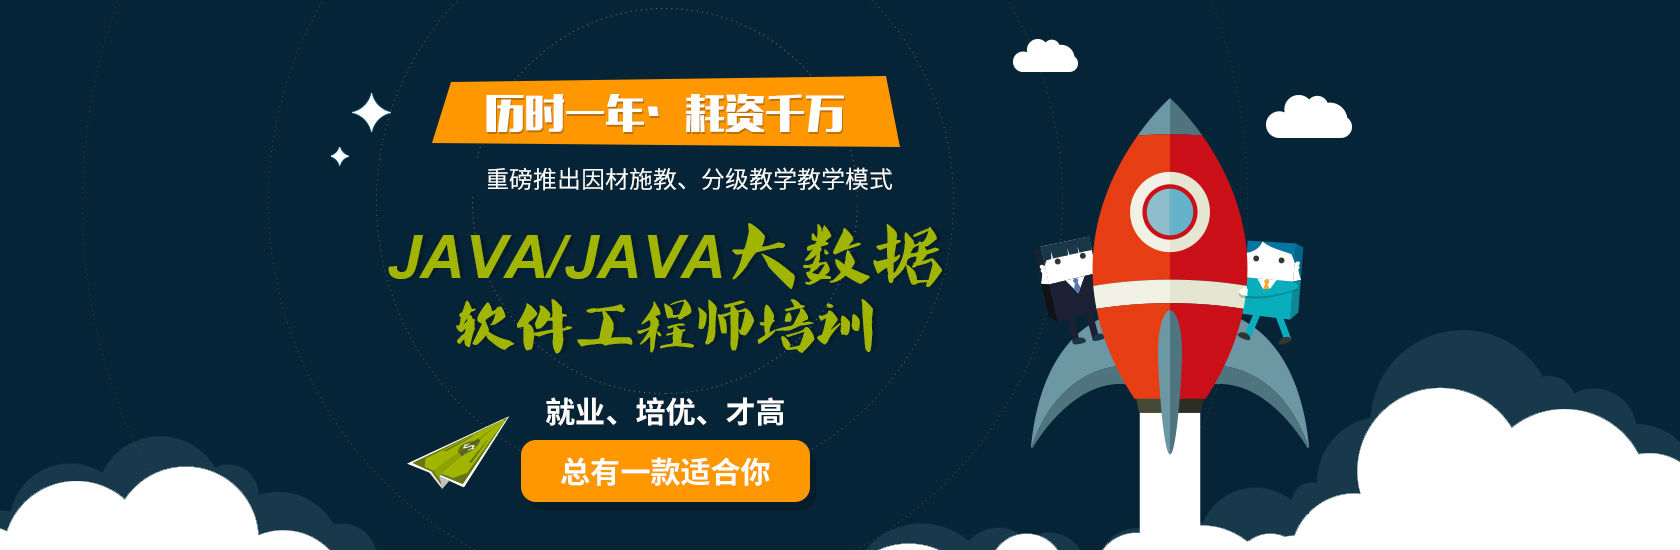 历时一年·耗资千万
重磅推出因材施教、分级教学教学模式
JAVA/JAVA大数据
软件工程师培训
就业、培优、才高
总有一款适合你